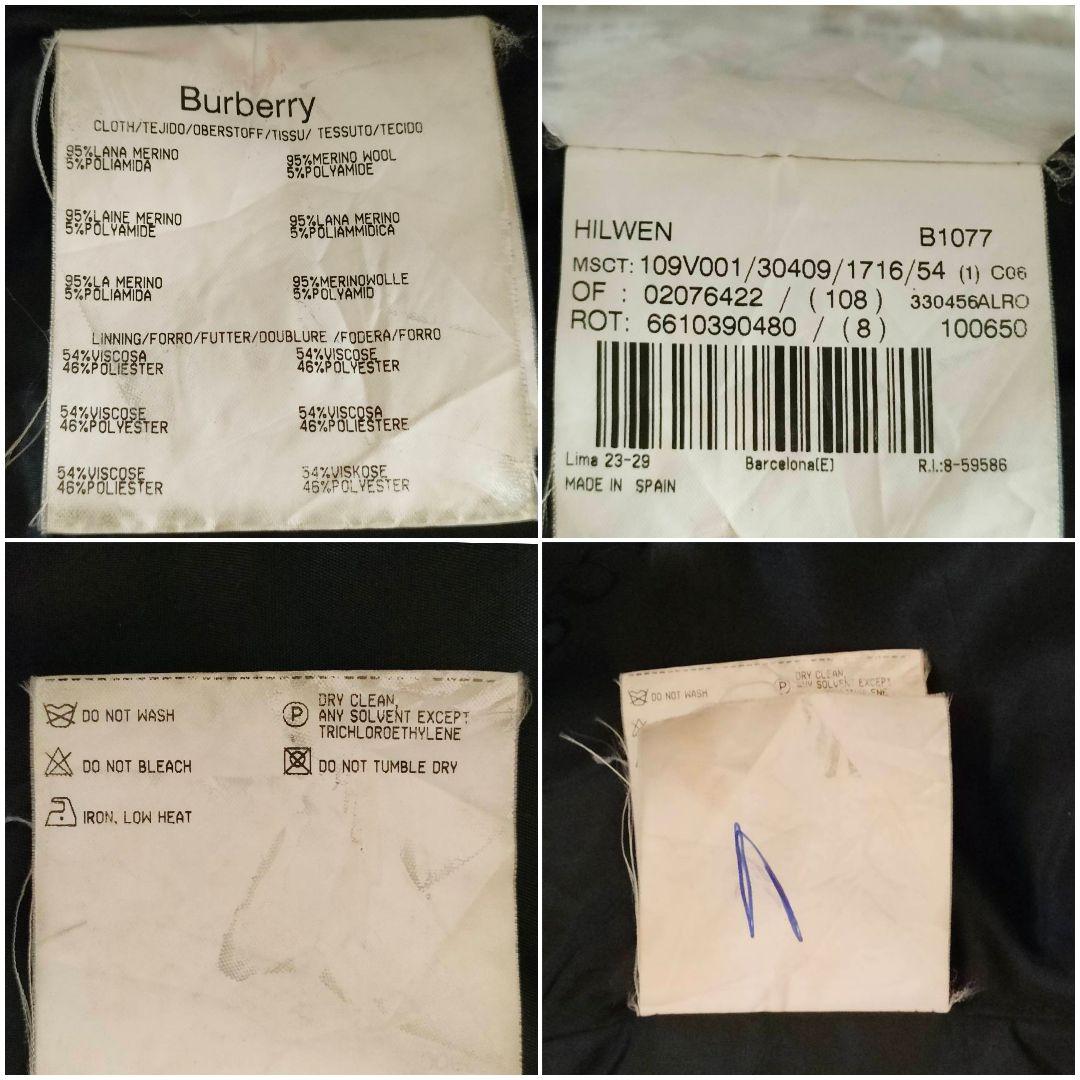 Burberry
CLOTH/TEJIDO/OBERSTOFF/TISSU/ TESSUTO/TECIDO
95%LANA MERINO
5%POLIAMIDA
95%MERINO WOOL
5%POLYAMIDE
95%LAINE MERINO
5%POLYAMIDE
95%LANA MERINO
5%POLIAMMIDICA
95%LA MERINO
5%POLIAMIDA
95%MERINOWOLLE
5%POLYAMID
LINNING/FORRO/FUTTER/DOUBLURE /FODERA/FORRO
54%VISCOSA
46%POLIESTER
54%VISCOSE
46%POLYESTER
54%VISCOSE
46%POLYESTER
54%VISCOSA
46%POLIESTERE
54%VISCOSE
46%POLIESTER
54%VISKOSE
46%POLYESTER
HILWEN B1077
MSCT: 109V001/30409/1716/54 (1) C06
OF : 02076422 / (108) 330456ALRO
ROT: 6610390480 / (8) 100650
Lima 23-29 Barcelona(E) R.I.:8-59586
MADE IN SPAIN
DO NOT WASH
P DRY CLEAN,
ANY SOLVENT EXCEPT
TRICHLOROETHYLENE
DO NOT BLEACH
DO NOT TUMBLE DRY
IRON, LOW HEAT
DO NOT WASH
P DRY CLEAN,
ANY SOLVENT EXCEPT